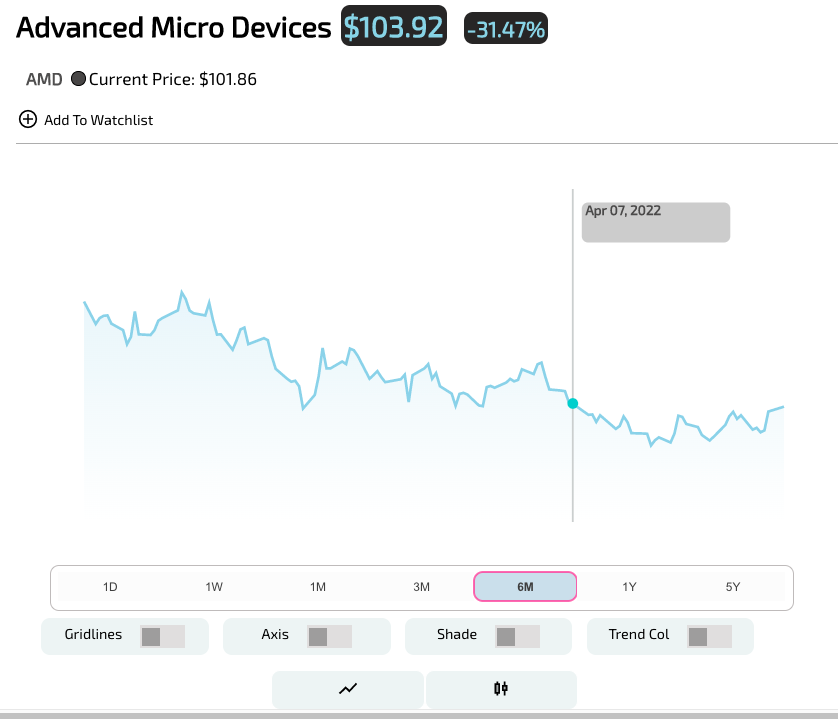 Advanced Micro Devices $103.92 -31.47%
AMD Current Price: $101.86
Add To Watchlist
Apr 07, 2022
1D 1W 1M 3M 6M 1Y 5Y
Gridlines Axis Shade Trend Col